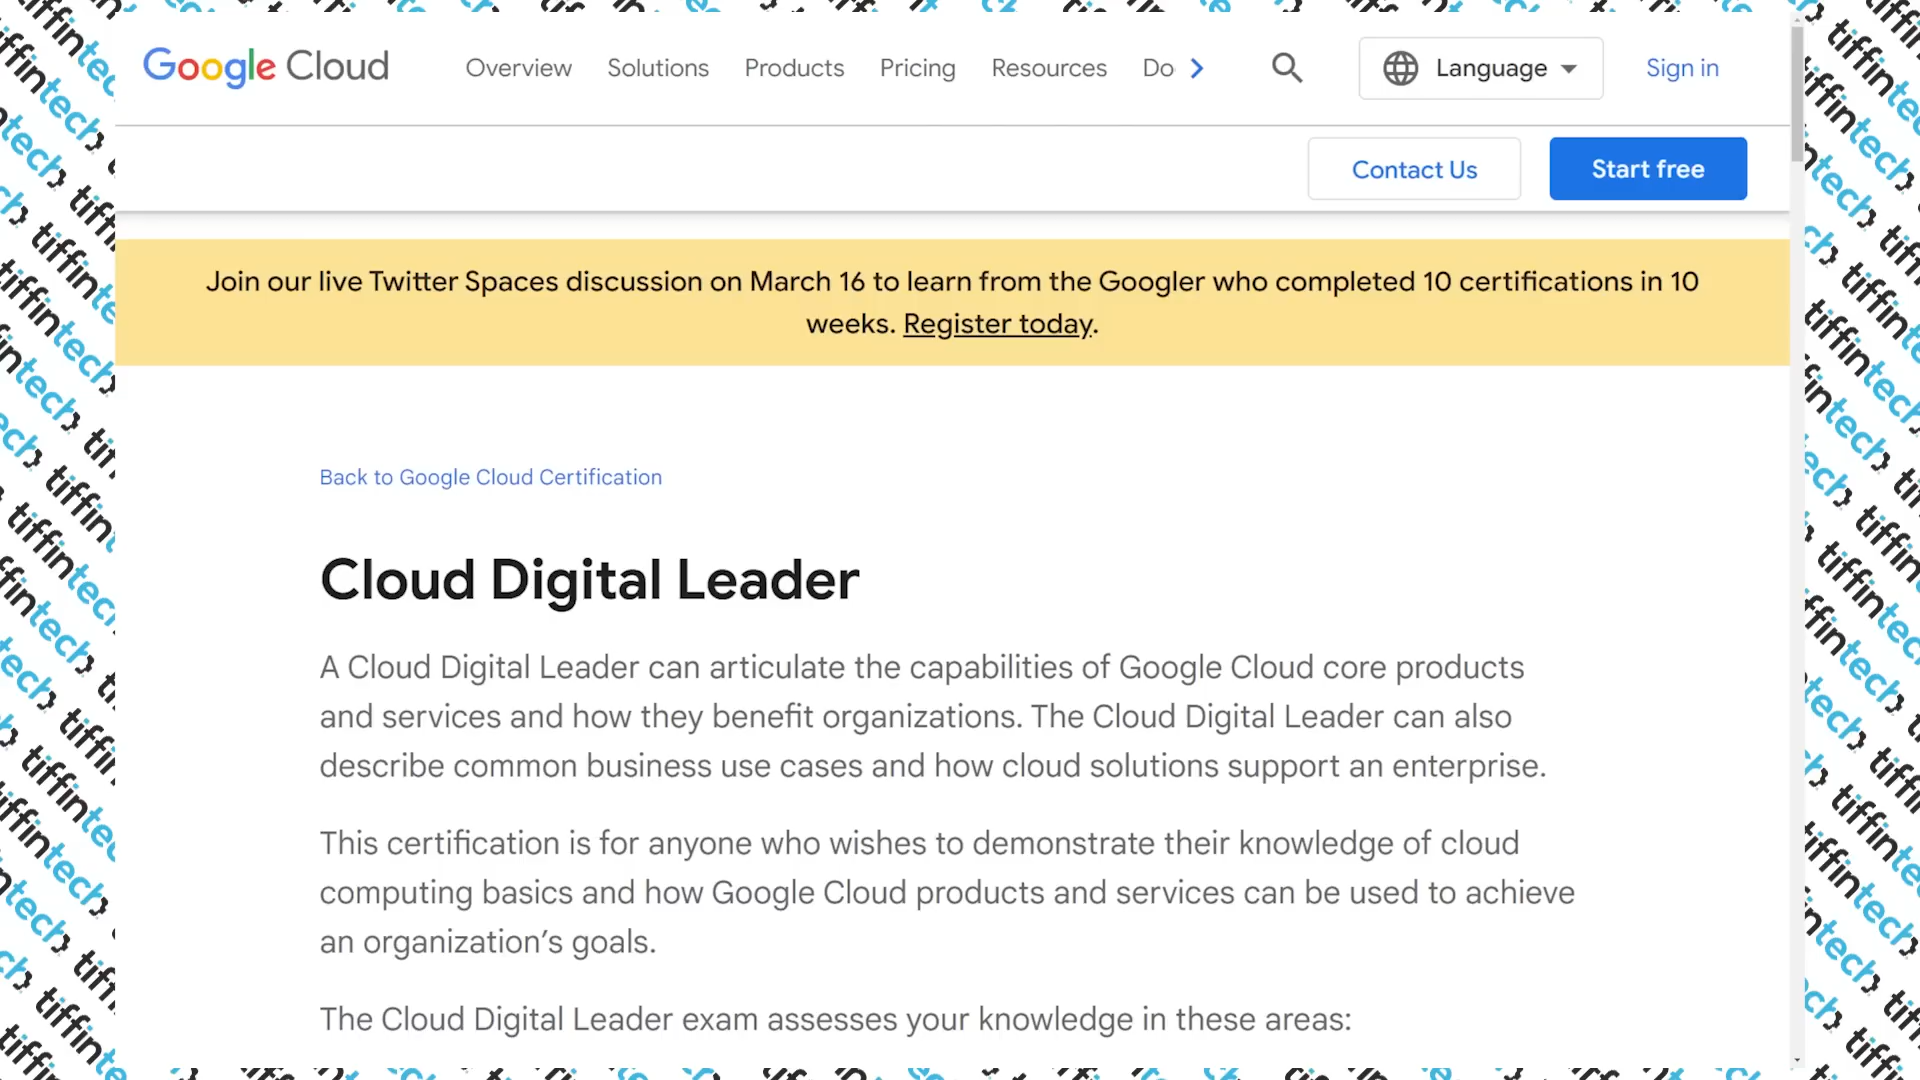 Google Cloud
Overview Solutions Products Pricing Resources Do
Language
Sign in
Contact Us
Start free
Join our live Twitter Spaces discussion on March 16 to learn from the Googler who completed 10 certifications in 10
weeks. Register today.
Back to Google Cloud Certification
Cloud Digital Leader
A Cloud Digital Leader can articulate the capabilities of Google Cloud core products
and services and how they benefit organizations. The Cloud Digital Leader can also
describe common business use cases and how cloud solutions support an enterprise.
This certification is for anyone who wishes to demonstrate their knowledge of cloud
computing basics and how Google Cloud products and services can be used to achieve
an organization’s goals.
The Cloud Digital Leader exam assesses your knowledge in these areas:
tiffintech